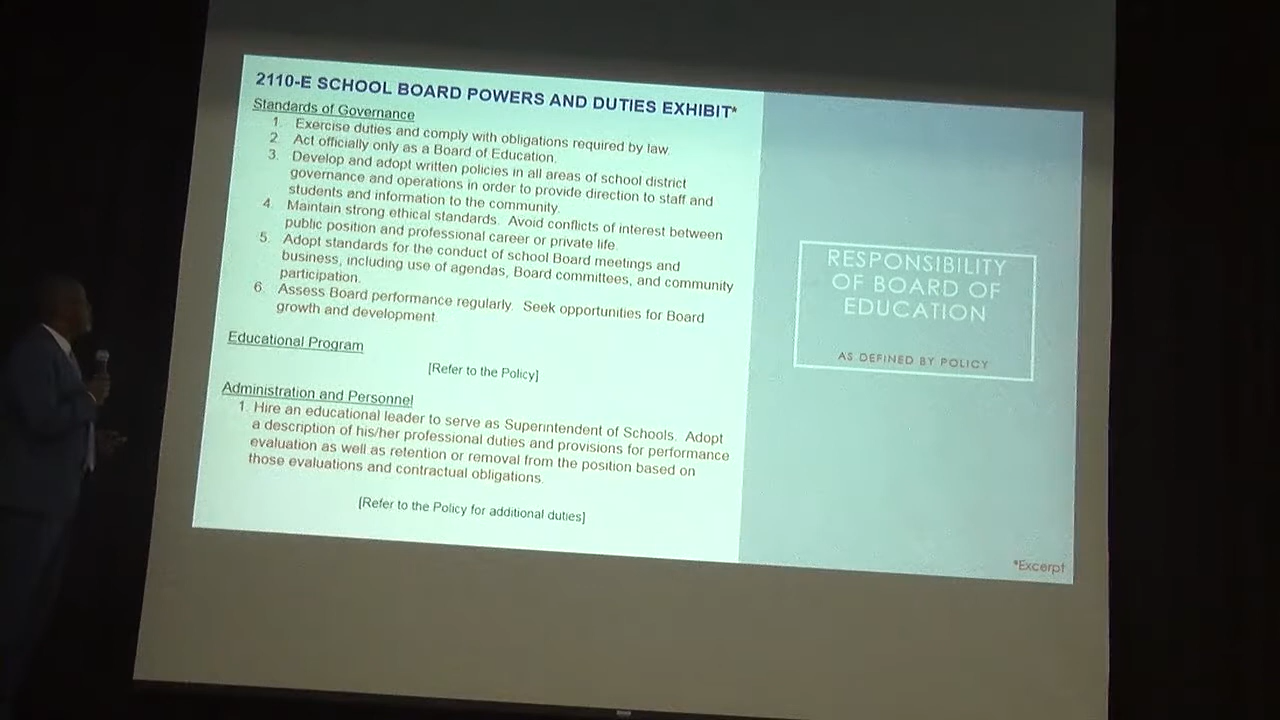 2110-E SCHOOL BOARD POWERS AND DUTIES EXHIBIT*
Standards of Governance
1. Exercise duties and comply with obligations required by law.
2. Act officially only as a Board of Education.
3. Develop and adopt written policies in all areas of school district
governance and operations in order to provide direction to staff and
students and information to the community.
4. Maintain strong ethical standards. Avoid conflicts of interest between
public position and professional career or private life.
5. Adopt standards for the conduct of school Board meetings and
business, including use of agendas, Board committees, and community
participation.
6. Assess Board performance regularly. Seek opportunities for Board
growth and development.
Educational Program
[Refer to the Policy]
Administration and Personnel
1. Hire an educational leader to serve as Superintendent of Schools. Adopt
a description of his/her professional duties and provisions for performance
evaluation as well as retention or removal from the position based on
those evaluations and contractual obligations.
[Refer to the Policy for additional duties]
RESPONSIBILITY
OF BOARD OF
EDUCATION
AS DEFINED BY POLICY
*Excerpt